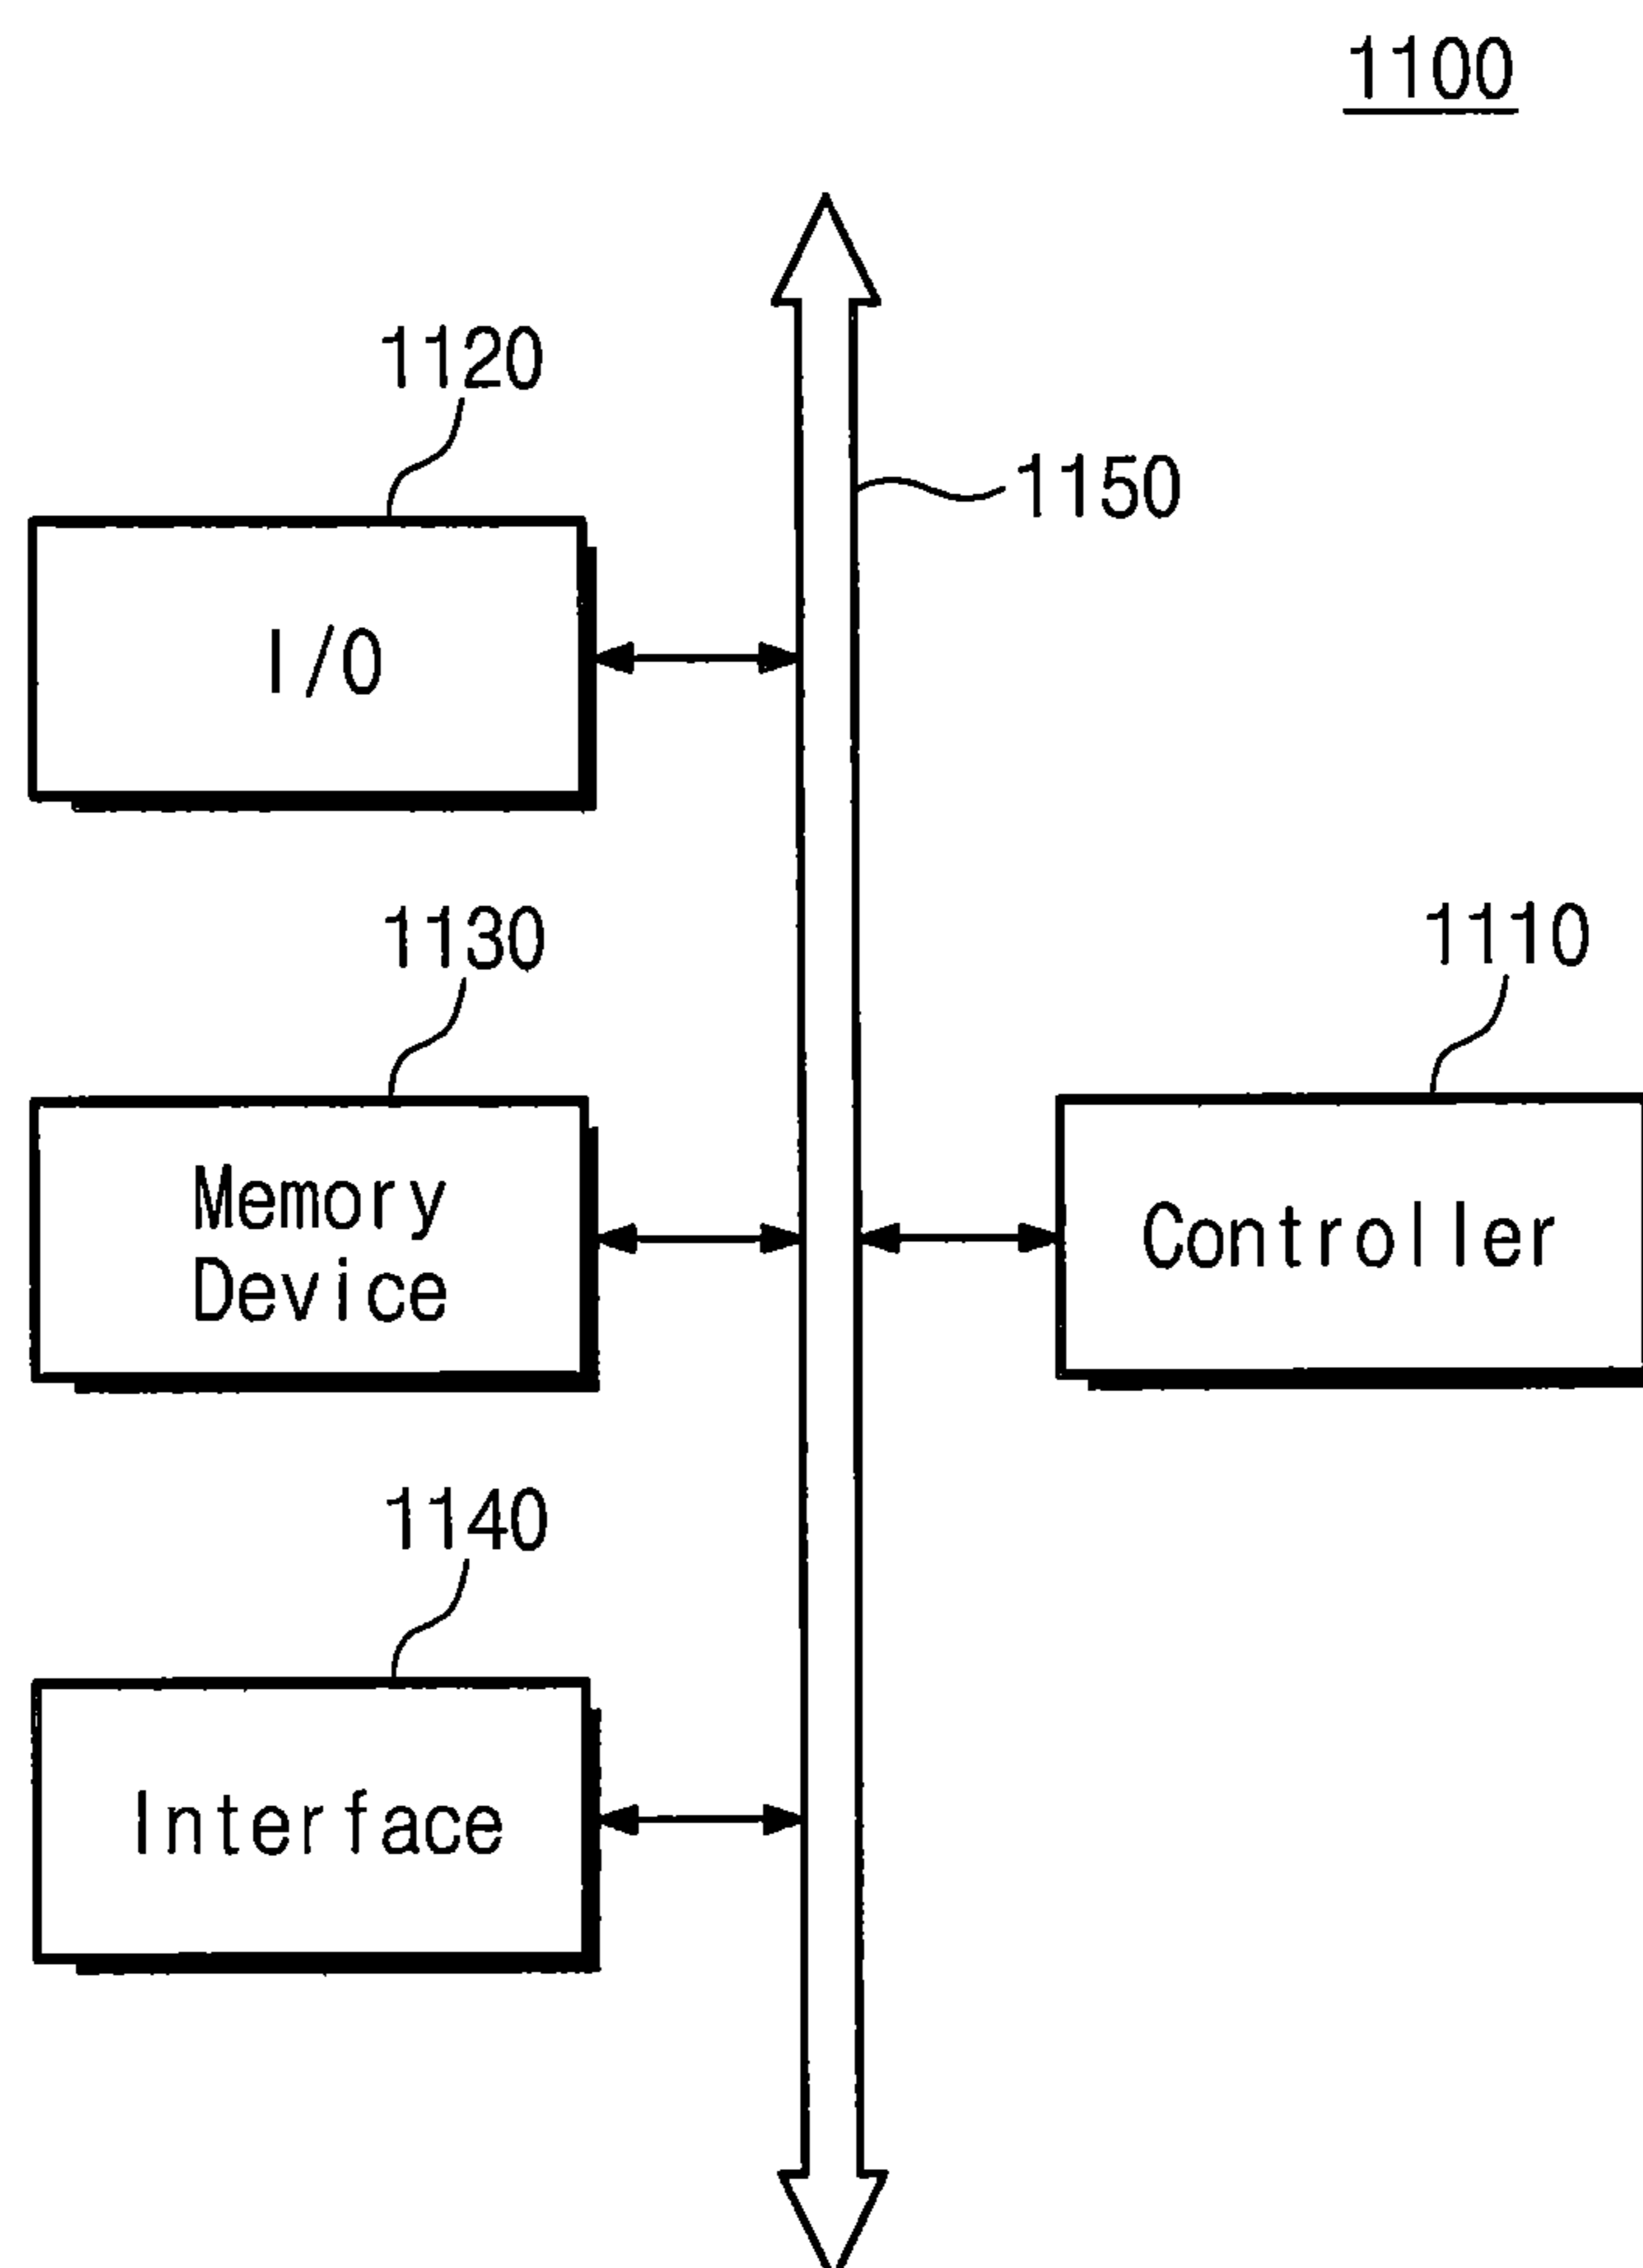 1100
1120
1150
I/O
1130
1110
Memory
Device
Controller
1140
Interface